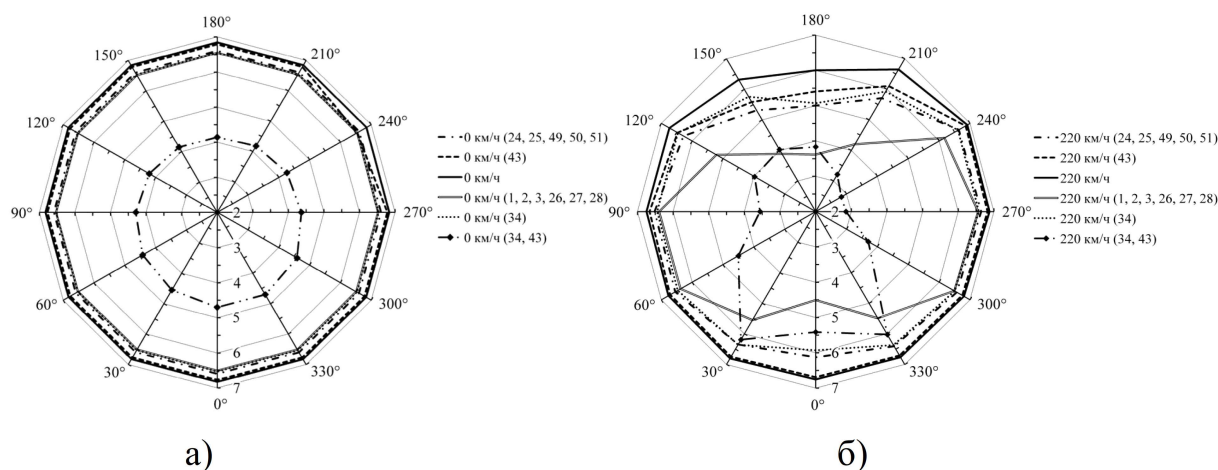 180°
150°
210°
120°
240°
90°
270°
60°
300°
30°
330°
0°
2
3
4
5
6
7
0 км/ч (24, 25, 49, 50, 51)
0 км/ч (43)
0 км/ч
0 км/ч (1, 2, 3, 26, 27, 28)
0 км/ч (34)
0 км/ч (34, 43)
а)
180°
150°
210°
120°
240°
90°
270°
60°
300°
30°
330°
0°
2
3
4
5
6
7
220 км/ч (24, 25, 49, 50, 51)
220 км/ч (43)
220 км/ч
220 км/ч (1, 2, 3, 26, 27, 28)
220 км/ч (34)
220 км/ч (34, 43)
б)